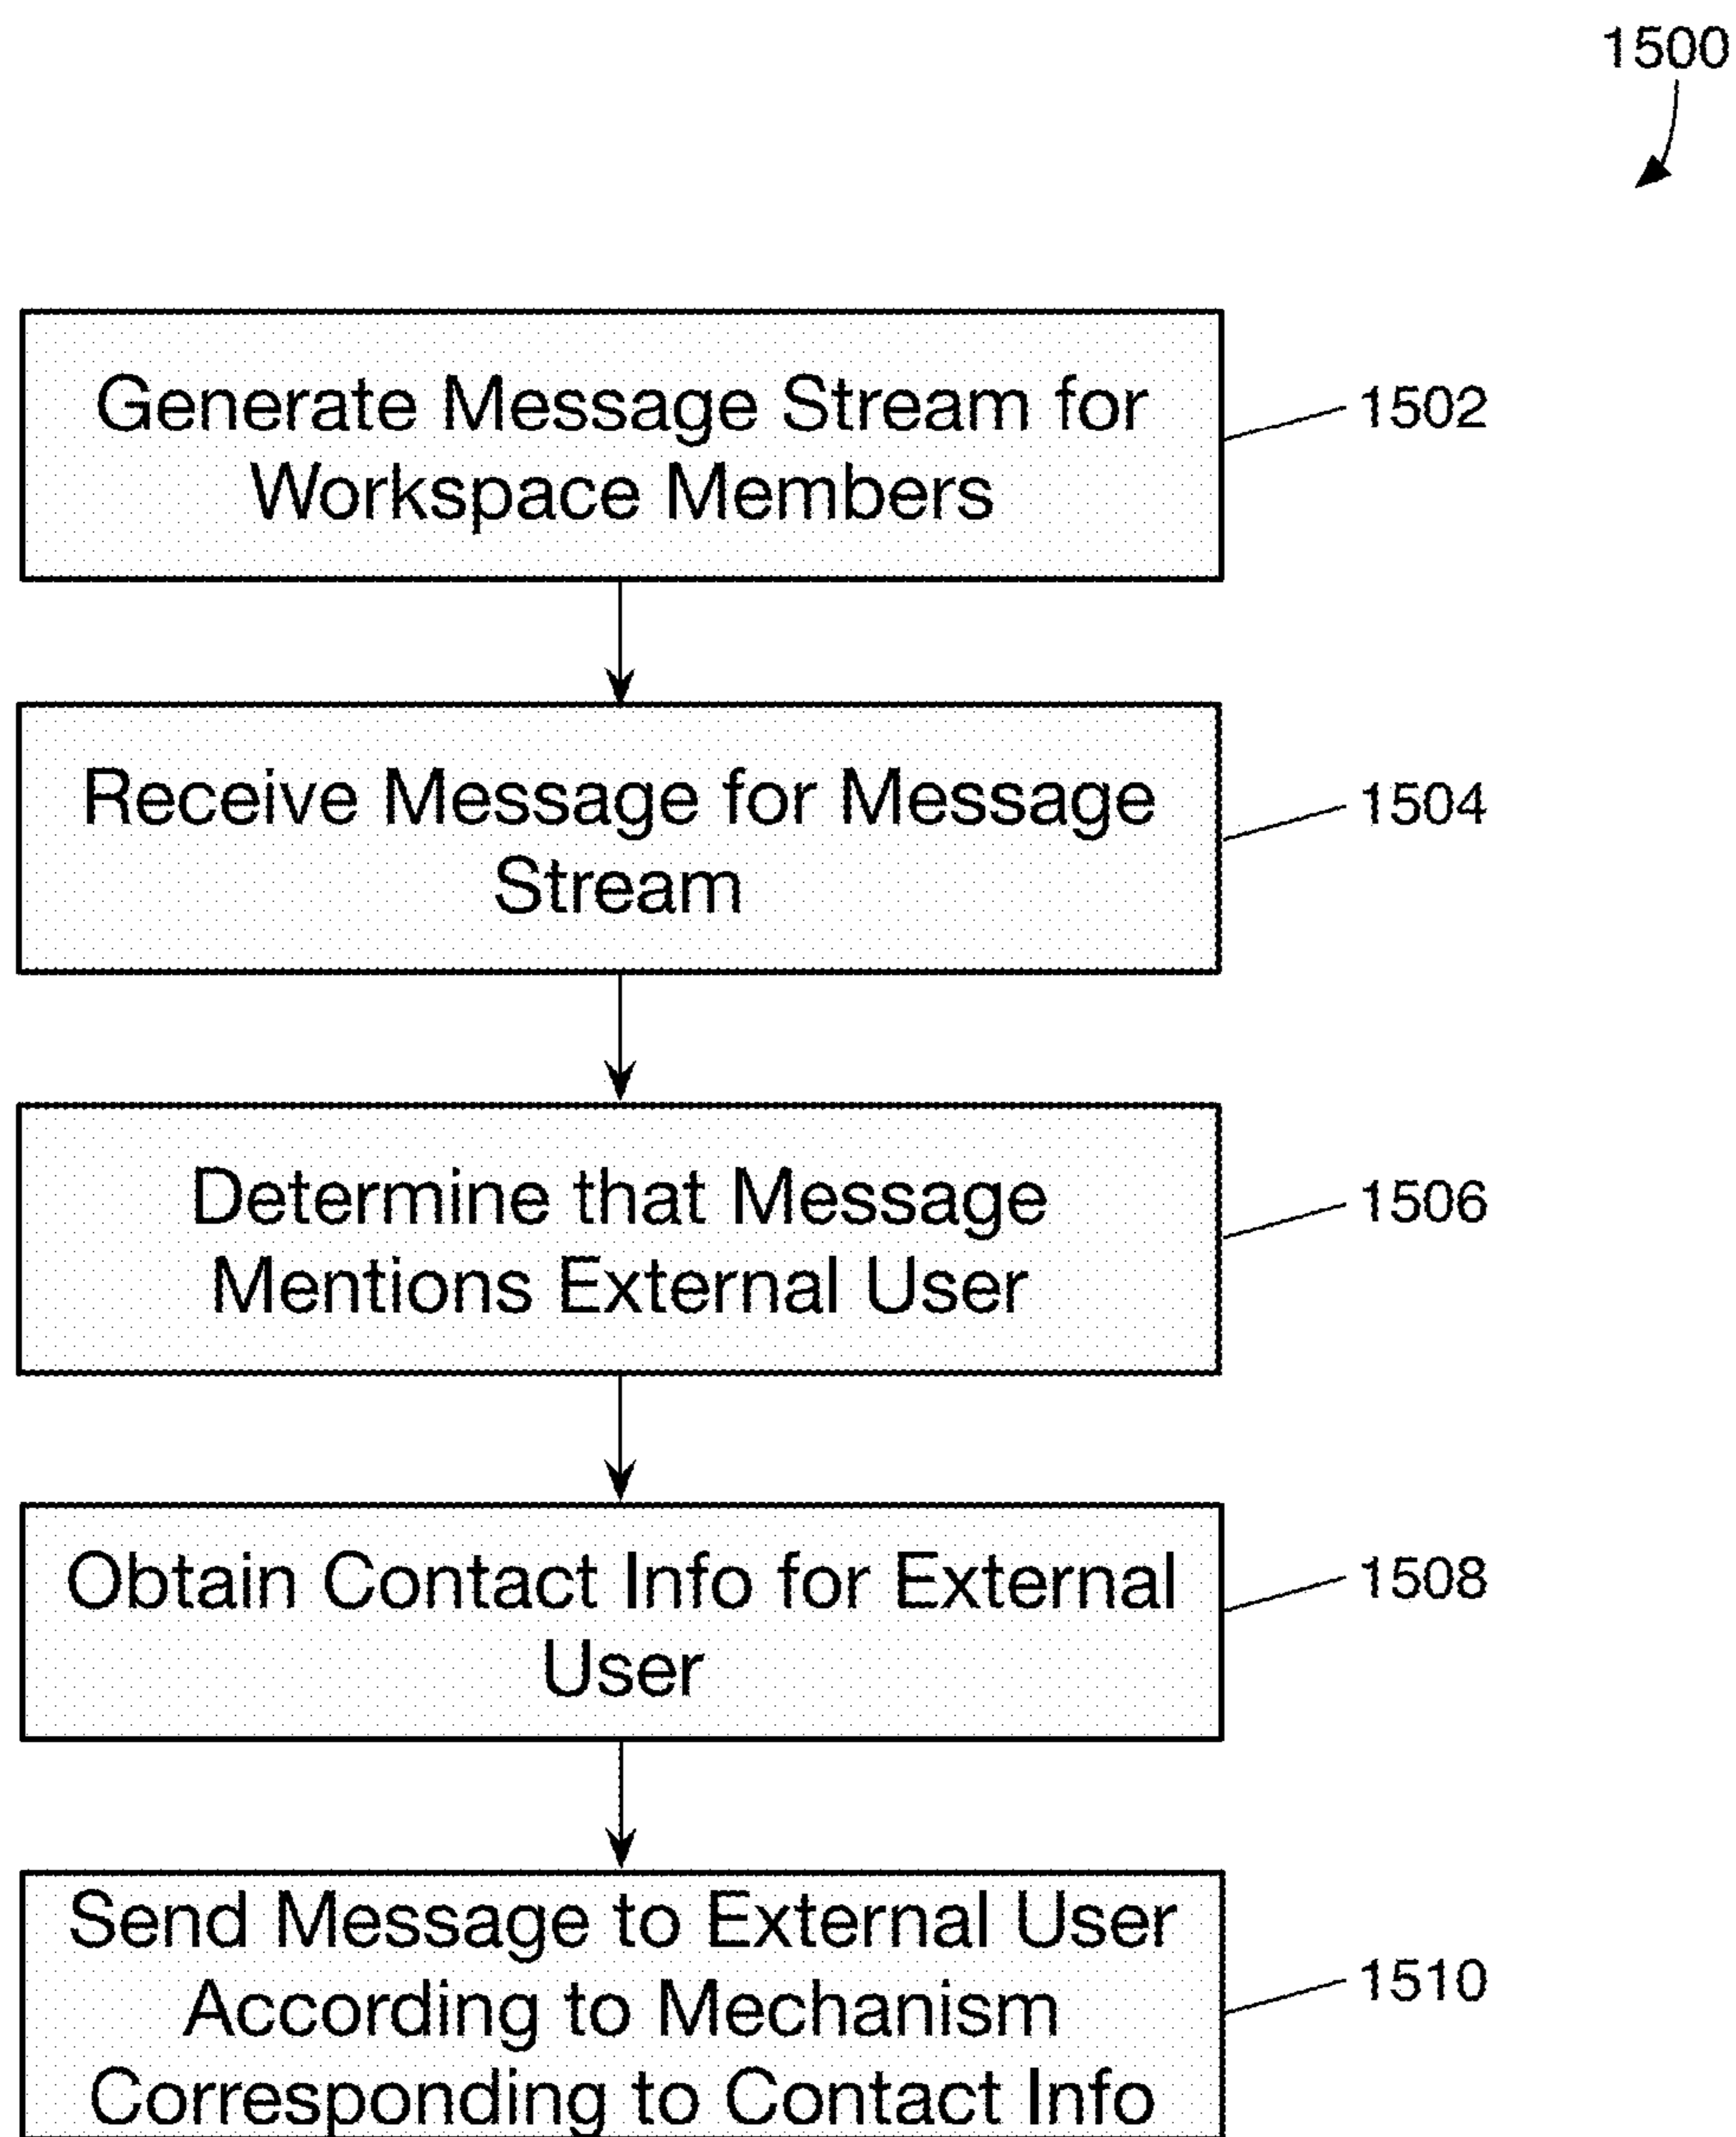 1500
Generate Message Stream for
Workspace Members
1502
Receive Message for Message
Stream
1504
Determine that Message
Mentions External User
1506
Obtain Contact Info for External
User
1508
Send Message to External User
According to Mechanism
Corresponding to Contact Info
1510